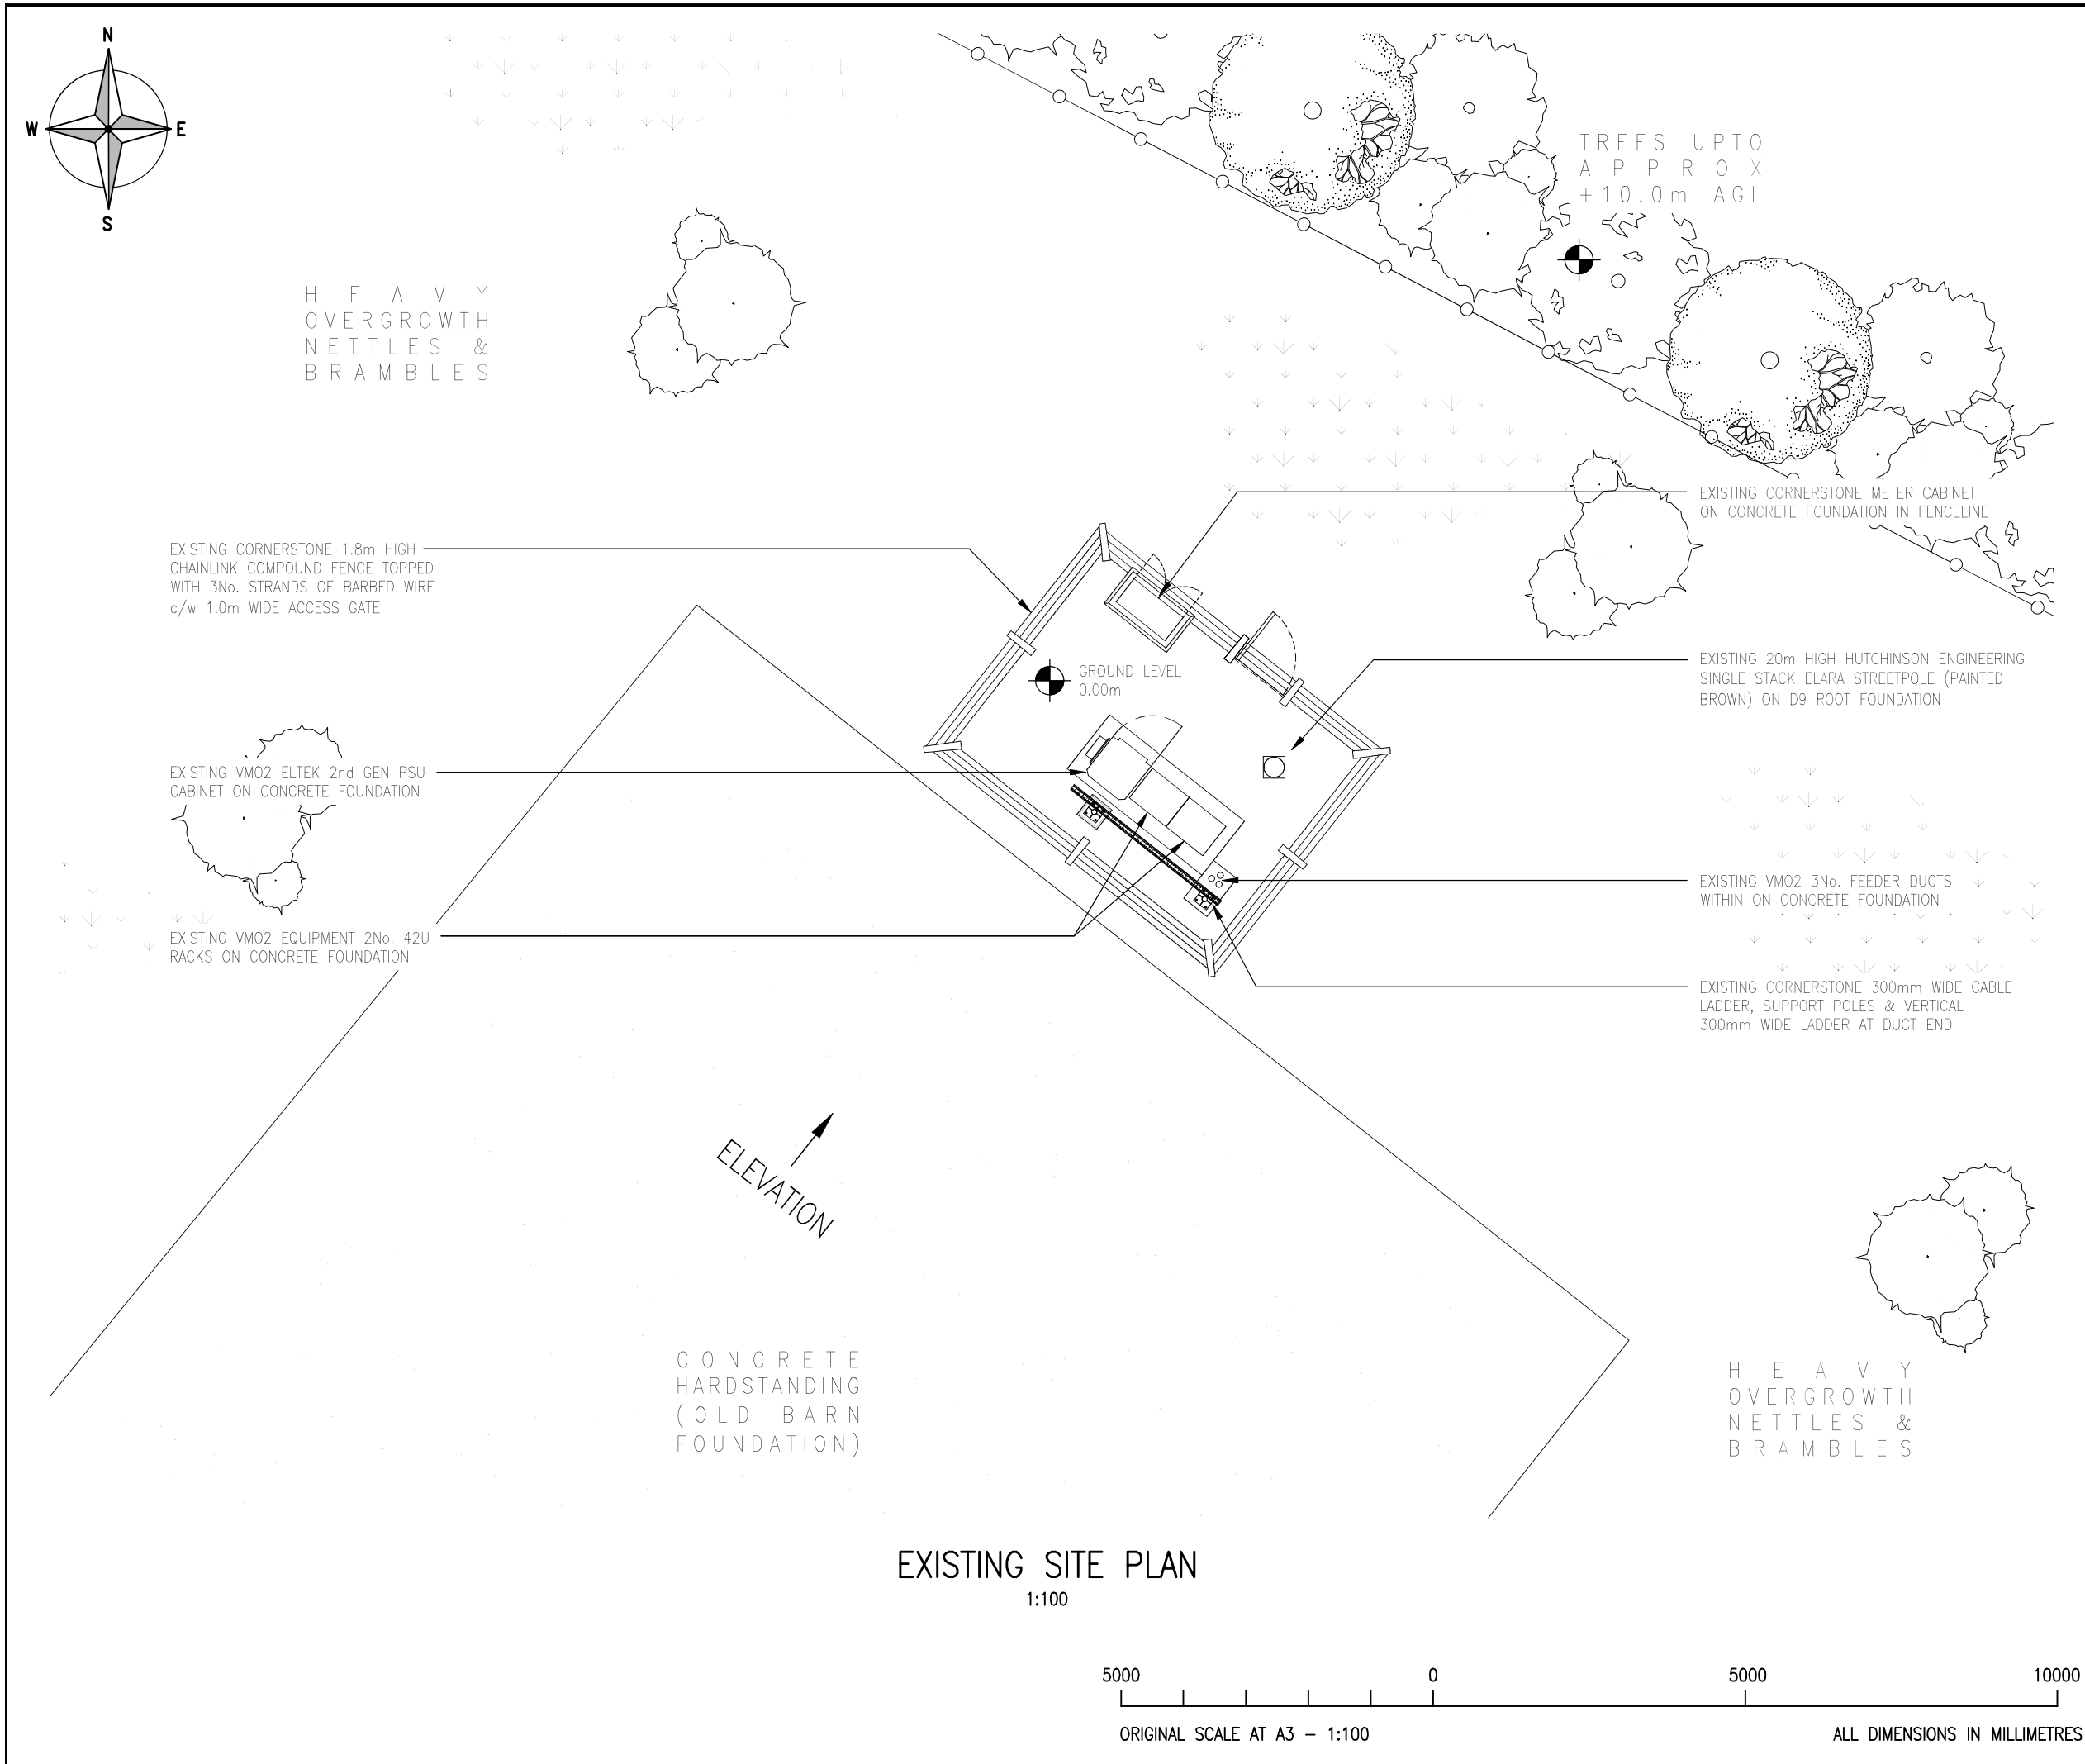 N
W E
S
TREES UPTO
APPROX
+10.0m AGL
HEAVY
OVERGROWTH
NETTLES &
BRAMBLES
EXISTING CORNERSTONE METER CABINET
ON CONCRETE FOUNDATION IN FENCELINE
EXISTING CORNERSTONE 1.8m HIGH
CHAINLINK COMPOUND FENCE TOPPED
WITH 3No. STRANDS OF BARBED WIRE
c/w 1.0m WIDE ACCESS GATE
GROUND LEVEL
0.00m
EXISTING 20m HIGH HUTCHINSON ENGINEERING
SINGLE STACK ELARA STREETPOLE (PAINTED
BROWN) ON D9 ROOT FOUNDATION
EXISTING VMO2 ELTEK 2nd GEN PSU
CABINET ON CONCRETE FOUNDATION
EXISTING VMO2 3No. FEEDER DUCTS
WITHIN ON CONCRETE FOUNDATION
EXISTING VMO2 EQUIPMENT 2No. 42U
RACKS ON CONCRETE FOUNDATION
EXISTING CORNERSTONE 300mm WIDE CABLE
LADDER, SUPPORT POLES & VERTICAL
300mm WIDE LADDER AT DUCT END
ELEVATION
CONCRETE
HARDSTANDING
(OLD BARN
FOUNDATION)
HEAVY
OVERGROWTH
NETTLES &
BRAMBLES
EXISTING SITE PLAN
1:100
5000 0 5000 10000
ORIGINAL SCALE AT A3 - 1:100
ALL DIMENSIONS IN MILLIMETRES